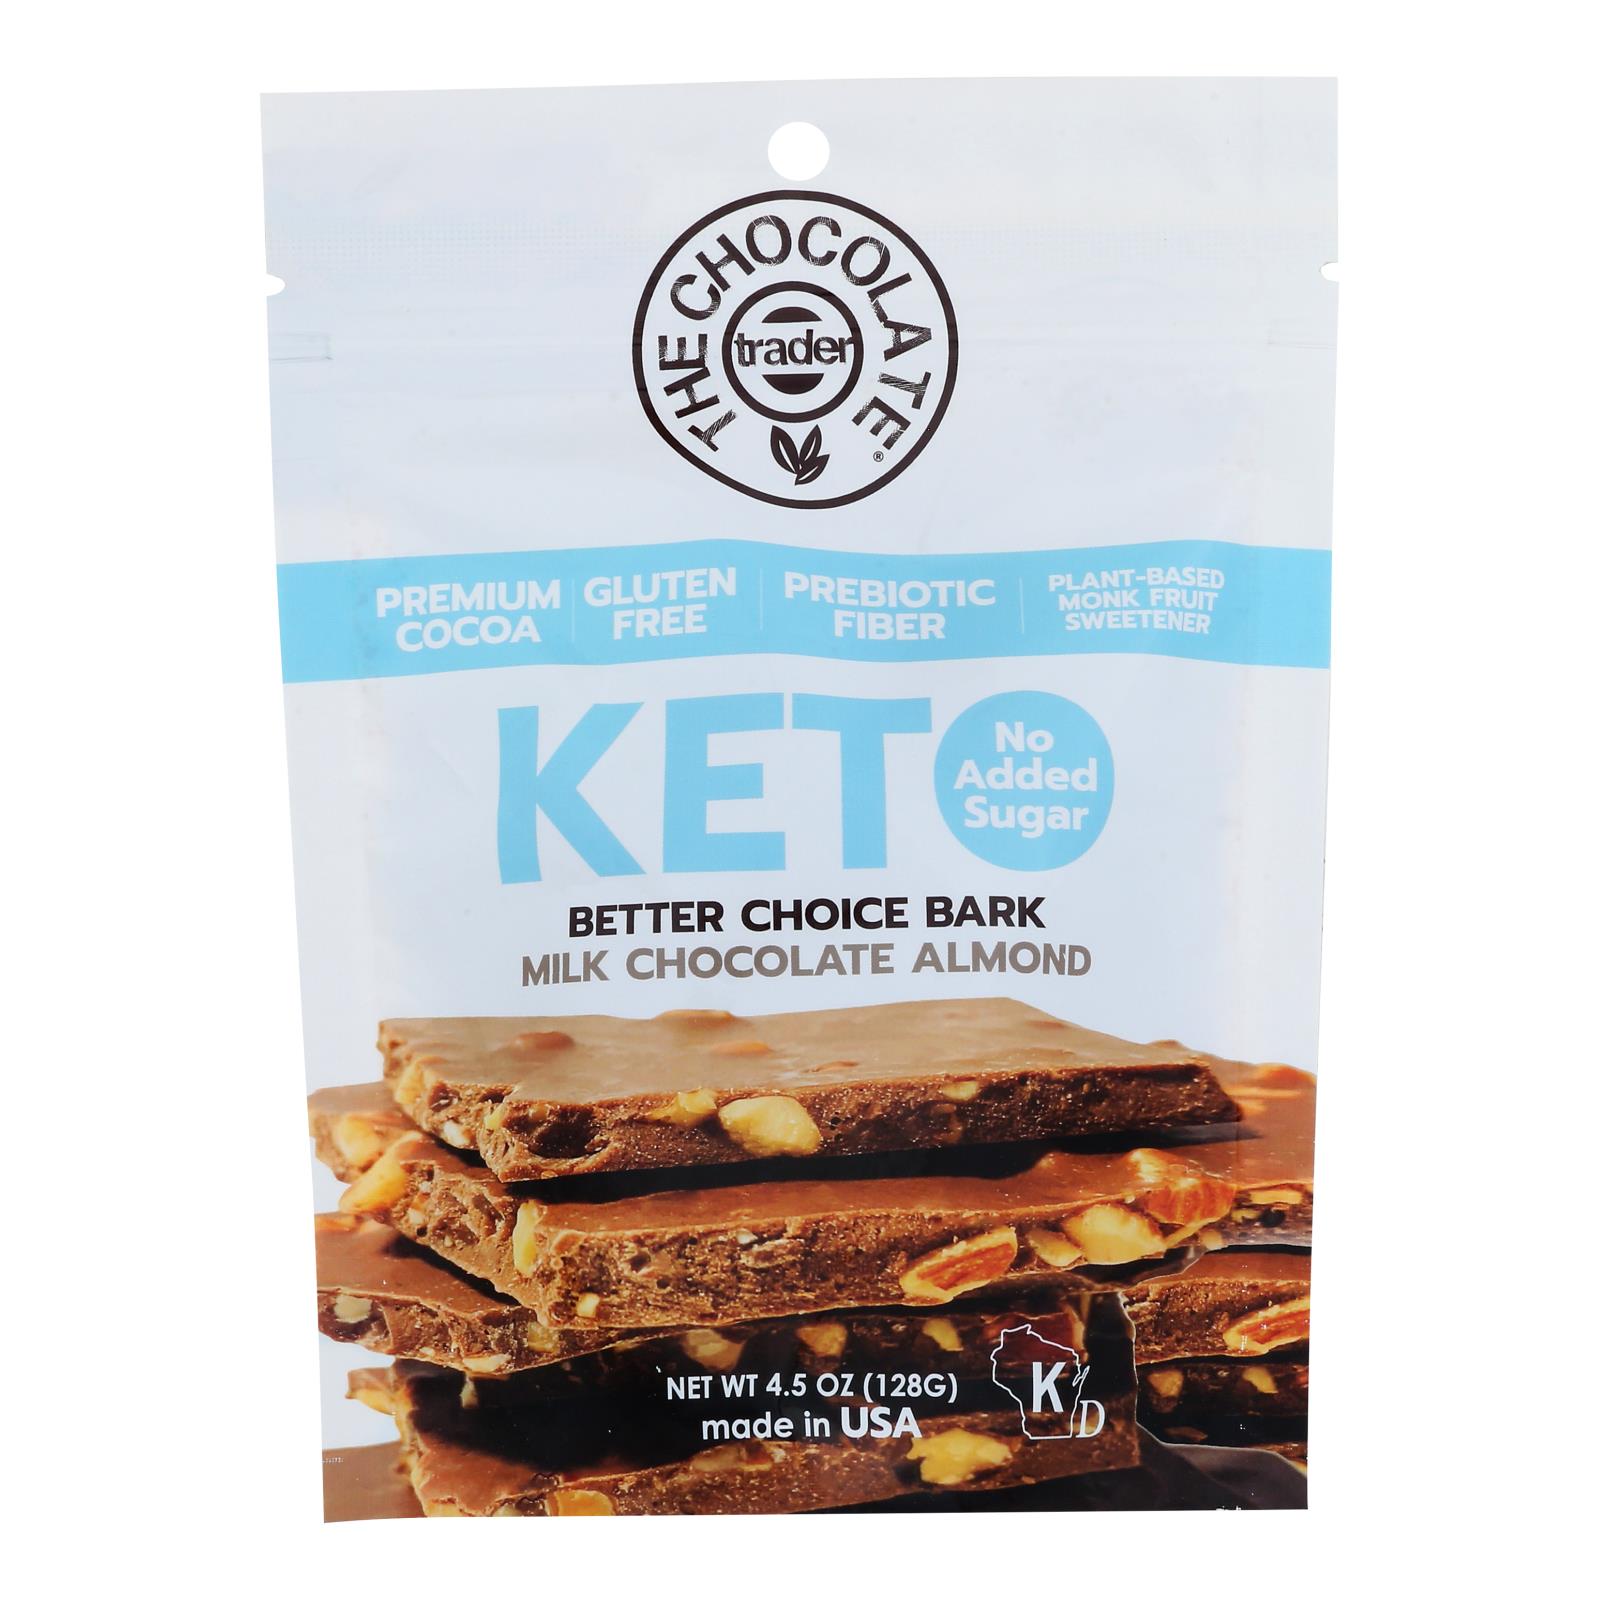 THE CHOCOLATE
trader
®
PREMIUM
COCOA
GLUTEN
FREE
PREBIOTIC
FIBER
PLANT-BASED
MONK FRUIT
SWEETENER
KETO
No
Added
Sugar
BETTER CHOICE BARK
MILK CHOCOLATE ALMOND
NET WT 4.5 OZ (128G)
made in USA
K
D